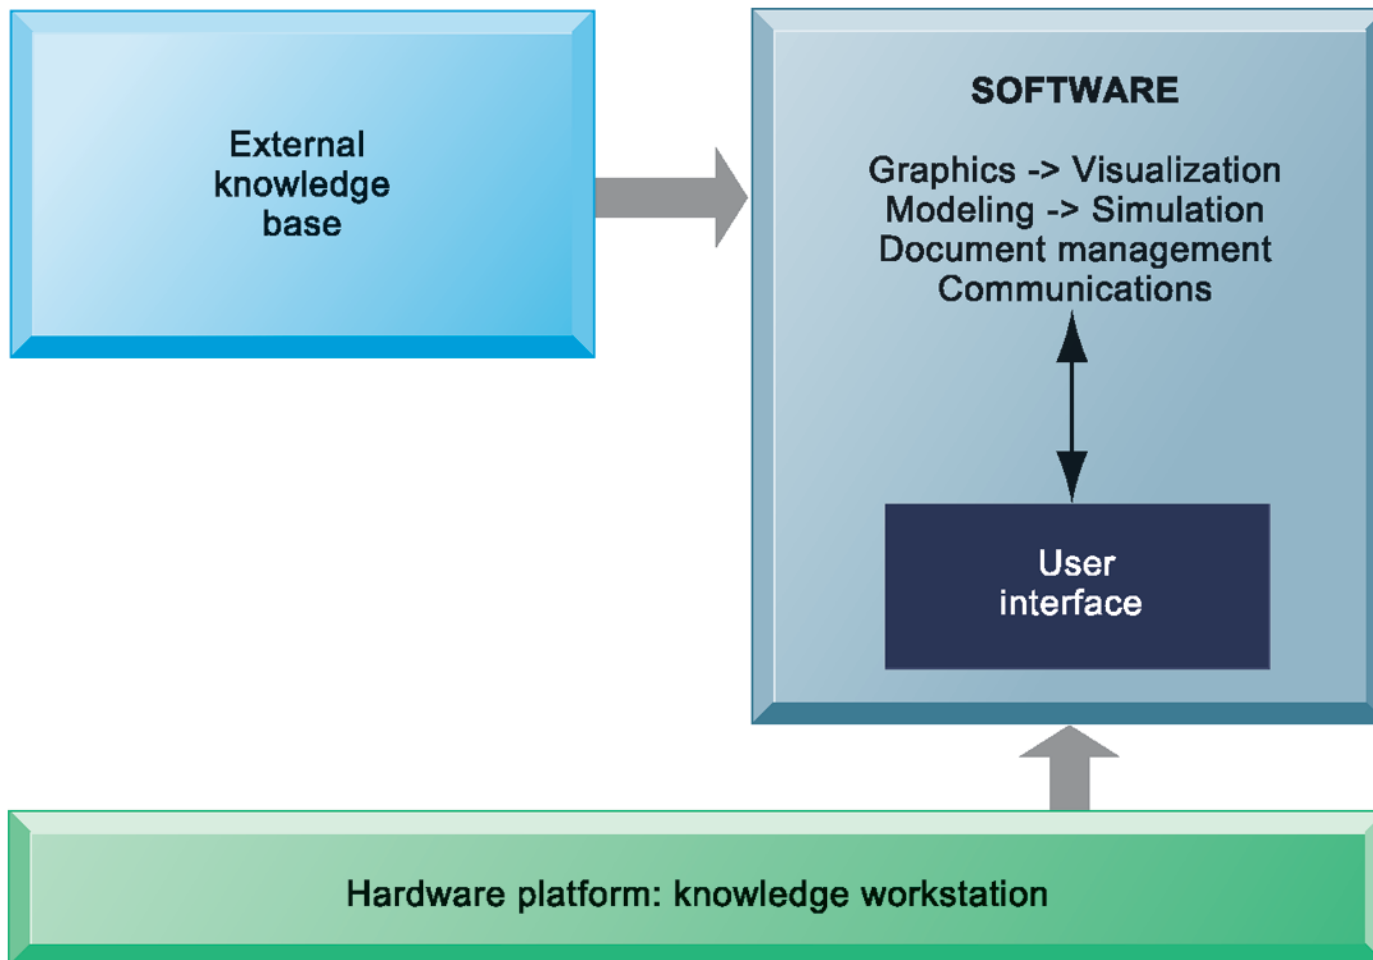 External
knowledge
base
SOFTWARE
Graphics -> Visualization
Modeling -> Simulation
Document management
Communications
User
interface
Hardware platform: knowledge workstation